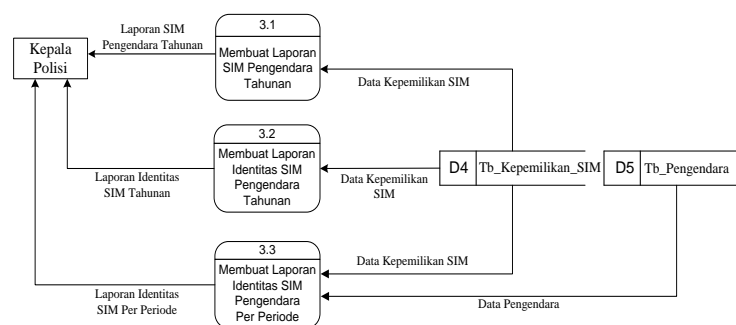 3.1
Laporan SIM
Pengendara Tahunan
Kepala
Polisi
Membuat Laporan
SIM Pengendara
Tahunan
Data Kepemilikan SIM
3.2
Membuat Laporan
Identitas SIM
Pengendara
Tahunan
Laporan Identitas
SIM Tahunan
Data Kepemilikan
SIM
D4
Tb_Kepemilikan_SIM
D5
Tb_Pengendara
3.3
Membuat Laporan
Identitas SIM
Pengendara
Per Periode
Data Kepemilikan SIM
Laporan Identitas
SIM Per Periode
Data Pengendara